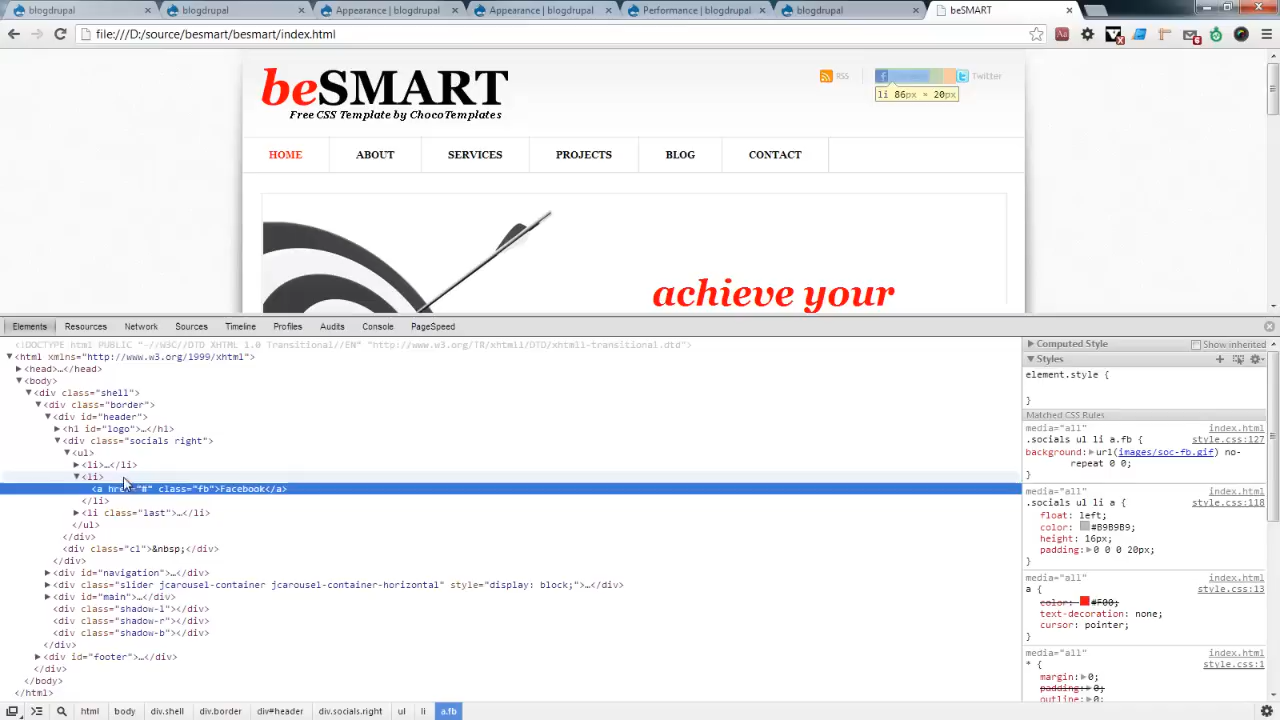 blogdrupal
blogdrupal
Appearance | blogdrupal
Appearance | blogdrupal
Performance | blogdrupal
blogdrupal
beSMART
file:///D:/source/besmart/besmart/index.html
beSMART
Free CSS Template by ChocoTemplates
RSS
Twitter
li 86px × 20px
HOME
ABOUT
SERVICES
PROJECTS
BLOG
CONTACT
achieve your
Elements
Resources
Network
Sources
Timeline
Profiles
Audits
Console
PageSpeed
<!DOCTYPE html PUBLIC "-//W3C//DTD XHTML 1.0 Transitional//EN" "http://www.w3.org/TR/xhtml1/DTD/xhtml1-transitional.dtd">
<html xmlns="http://www.w3.org/1999/xhtml">
<head>…</head>
<body>
<div class="shell">
<div class="border">
<div id="header">
<h1 id="logo">…</h1>
<div class="socials right">
<ul>
<li>…</li>
<li>
<a href="#" class="fb">Facebook</a>
</li>
<li class="last">…</li>
</ul>
</div>
<div class="cl">&nbsp;</div>
</div>
<div id="navigation">…</div>
<div class="slider jcarousel-container jcarousel-container-horizontal" style="display: block;">…</div>
<div id="main">…</div>
<div class="shadow-l"></div>
<div class="shadow-r"></div>
<div class="shadow-b"></div>
</div>
<div id="footer">…</div>
</div>
</body>
</html>
Computed Style
Show inherited
Styles
element.style {
}
Matched CSS Rules
media="all" index.html
.socials ul li a.fb { style.css:127
background: url(images/soc-fb.gif) no-
repeat 0 0;
}
media="all" index.html
.socials ul li a { style.css:118
float: left;
color: #B9B9B9;
height: 16px;
padding: 0 0 0 20px;
}
media="all" index.html
a { style.css:13
color: #F00;
text-decoration: none;
cursor: pointer;
}
media="all" index.html
* { style.css:1
margin: 0;
padding: 0;
outline: 0;
html
body
div.shell
div.border
div#header
div.socials.right
ul
li
a.fb